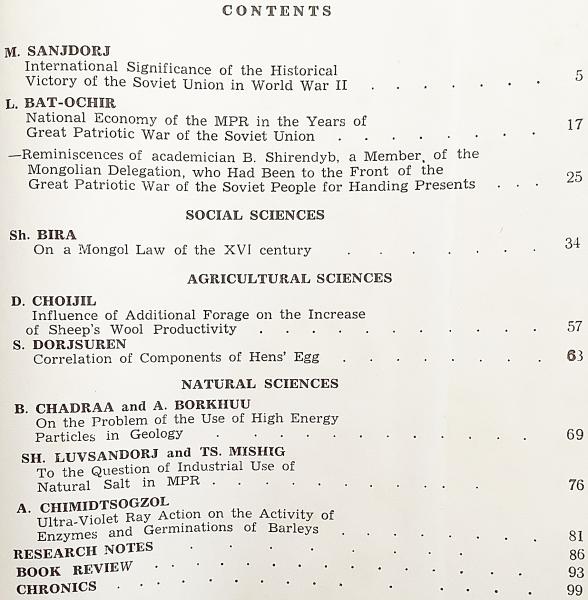 CONTENTS
M. SANJDORJ
International Significance of the Historical
Victory of the Soviet Union in World War II . . . . . . 5
L. BAT-OCHIR
National Economy of the MPR in the Years of
Great Patriotic War of the Soviet Union . . . . . . 17
—Reminiscences of academician B. Shirendyb, a Member of the
Mongolian Delegation, who Had Been to the Front of the
Great Patriotic War of the Soviet People for Handing Presents . . . 25
SOCIAL SCIENCES
Sh. BIRA
On a Mongol Law of the XVI century . . . . . . 34
AGRICULTURAL SCIENCES
D. CHOIJIL
Influence of Additional Forage on the Increase
of Sheep's Wool Productivity . . . . . . . . 57
S. DORJSUREN
Correlation of Components of Hens' Egg . . . . . . 63
NATURAL SCIENCES
B. CHADRAA and A. BORKHUU
On the Problem of the Use of High Energy
Particles in Geology . . . . . . . . . 69
SH. LUVSANDORJ and TS. MISHIG
To the Question of Industrial Use of
Natural Salt in MPR . . . . . . . . 76
A. CHIMIDTSOGZOL
Ultra-Violet Ray Action on the Activity of
Enzymes and Germinations of Barleys . . . . . . 81
RESEARCH NOTES . . . . . . . . . 86
BOOK REVIEW . . . . . . . . . . 93
CHRONICS . . . . . . . . . . . 99